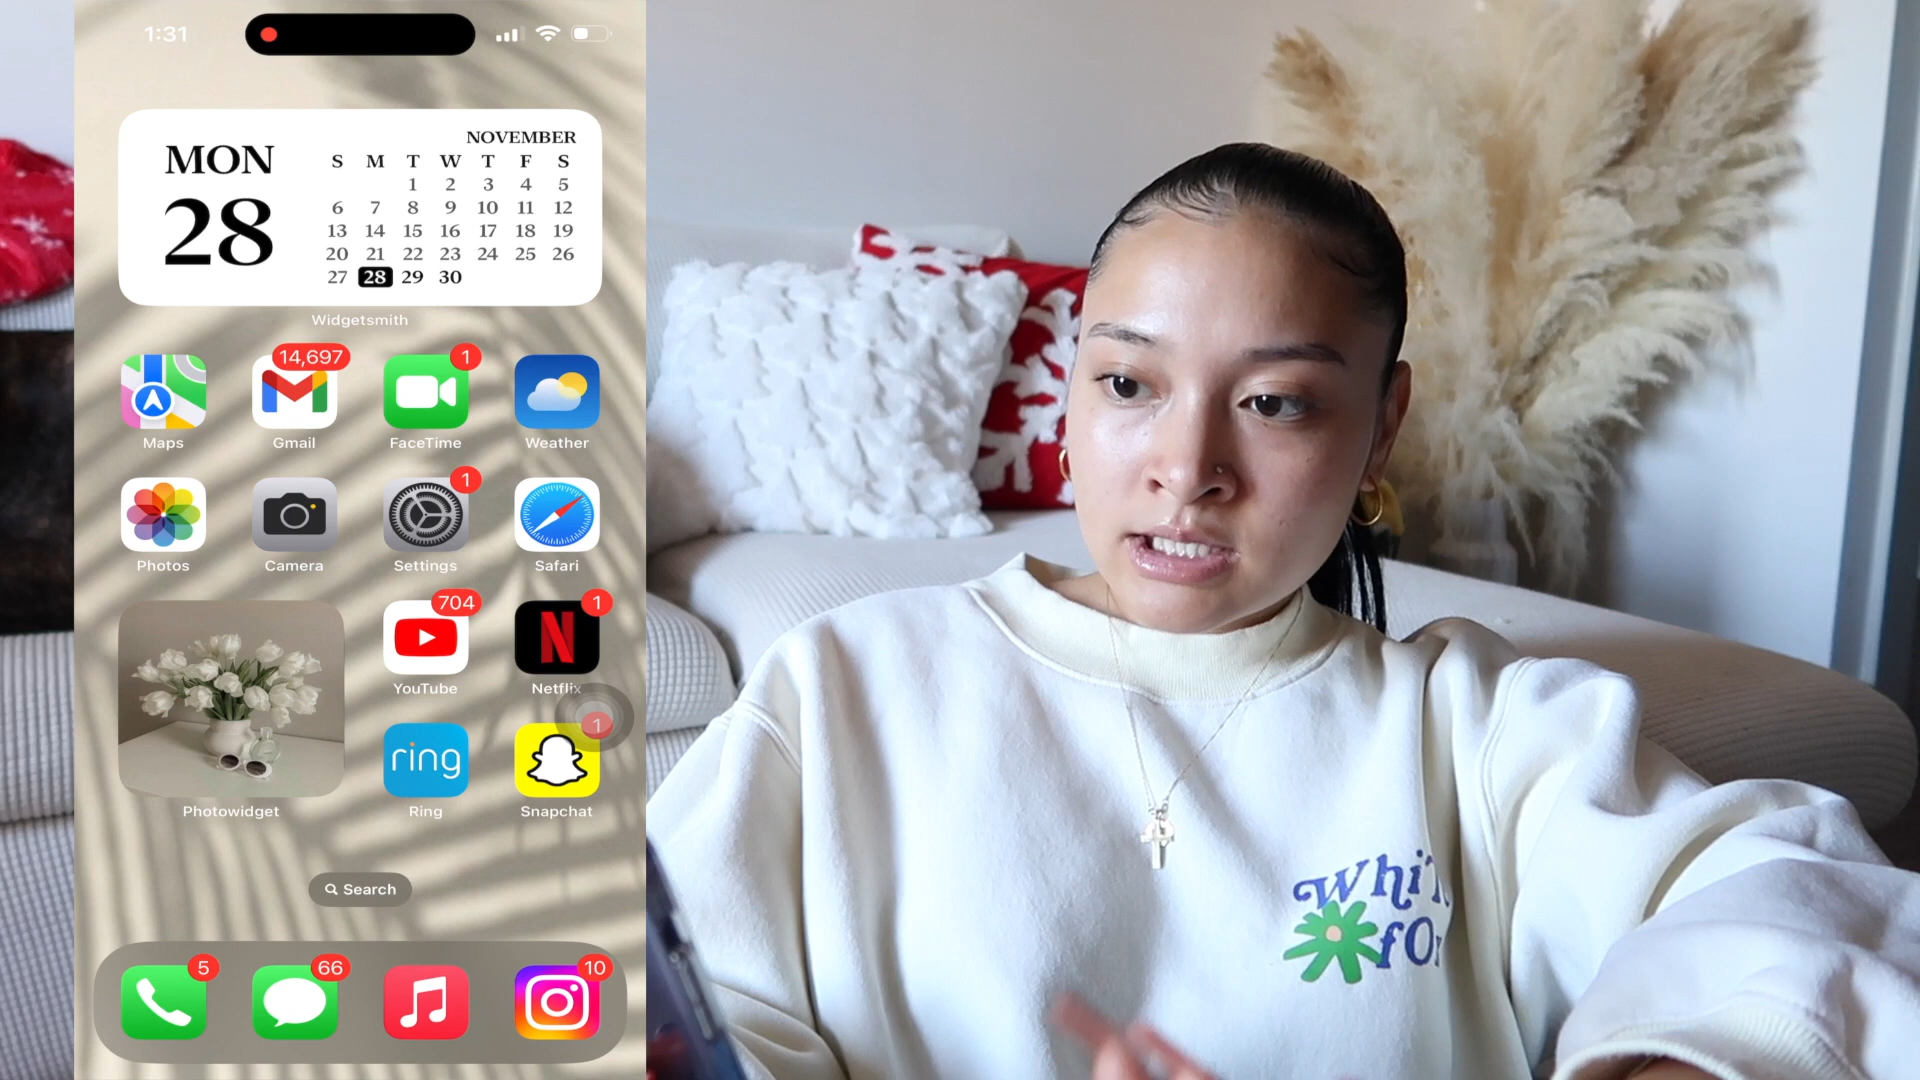 1:31
MON
28
NOVEMBER
S M T W T F S
1 2 3 4 5
6 7 8 9 10 11 12
13 14 15 16 17 18 19
20 21 22 23 24 25 26
27 28 29 30
Widgetsmith
14,697
1
Maps
Gmail
FaceTime
Weather
1
Photos
Camera
Settings
Safari
704
1
YouTube
Netflix
1
ring
Photowidget
Ring
Snapchat
Search
5
66
10
for